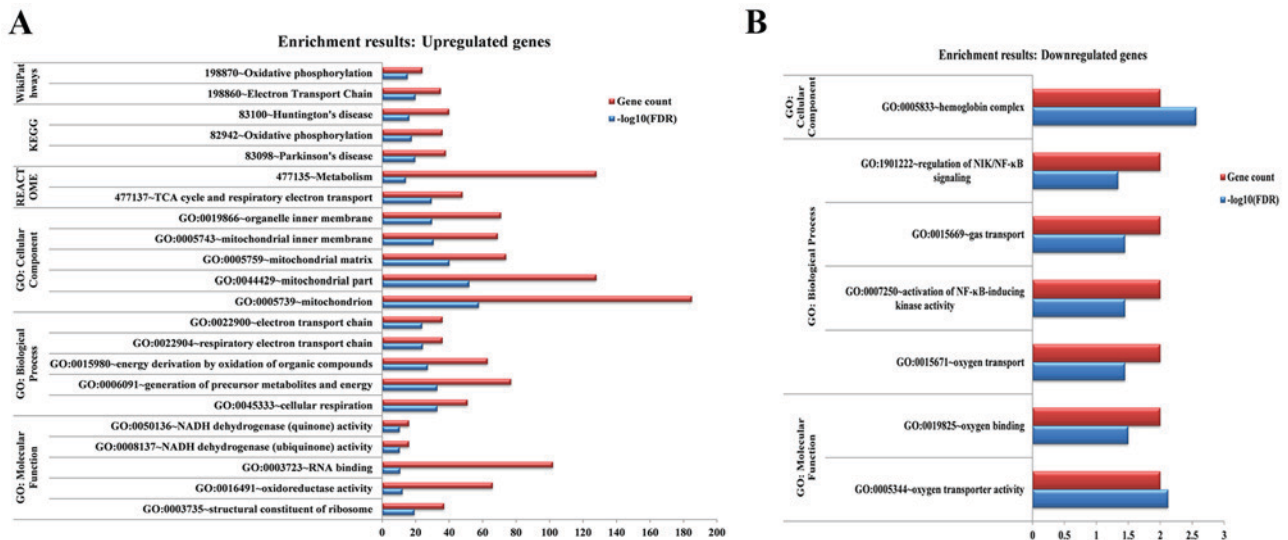 A
Enrichment results: Upregulated genes
WikiPat
hways
198870~Oxidative phosphorylation
198860~Electron Transport Chain
KEGG
83100~Huntington's disease
82942~Oxidative phosphorylation
83098~Parkinson's disease
REACT
OME
477135~Metabolism
477137~TCA cycle and respiratory electron transport
GO: Cellular
Component
GO:0019866~organelle inner membrane
GO:0005743~mitochondrial inner membrane
GO:0005759~mitochondrial matrix
GO:0044429~mitochondrial part
GO:0005739~mitochondrion
GO: Biological
Process
GO:0022900~electron transport chain
GO:0022904~respiratory electron transport chain
GO:0015980~energy derivation by oxidation of organic compounds
GO:0006091~generation of precursor metabolites and energy
GO:0045333~cellular respiration
GO: Molecular
Function
GO:0050136~NADH dehydrogenase (quinone) activity
GO:0008137~NADH dehydrogenase (ubiquinone) activity
GO:0003723~RNA binding
GO:0016491~oxidoreductase activity
GO:0003735~structural constituent of ribosome
0 20 40 60 80 100 120 140 160 180 200
Gene count
-log10(FDR)
B
Enrichment results: Downregulated genes
GO:
Cellular
Component
GO:0005833~hemoglobin complex
GO: Biological Process
GO:1901222~regulation of NIK/NF-κB
signaling
GO:0015669~gas transport
GO:0007250~activation of NF-κB-inducing
kinase activity
GO:0015671~oxygen transport
GO: Molecular
Function
GO:0019825~oxygen binding
GO:0005344~oxygen transporter activity
0 0.5 1 1.5 2 2.5 3
Gene count
-log10(FDR)